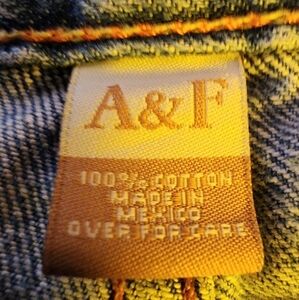 A&F
100% COTTON
MADE IN
MEXICO
OVER FOR CARE